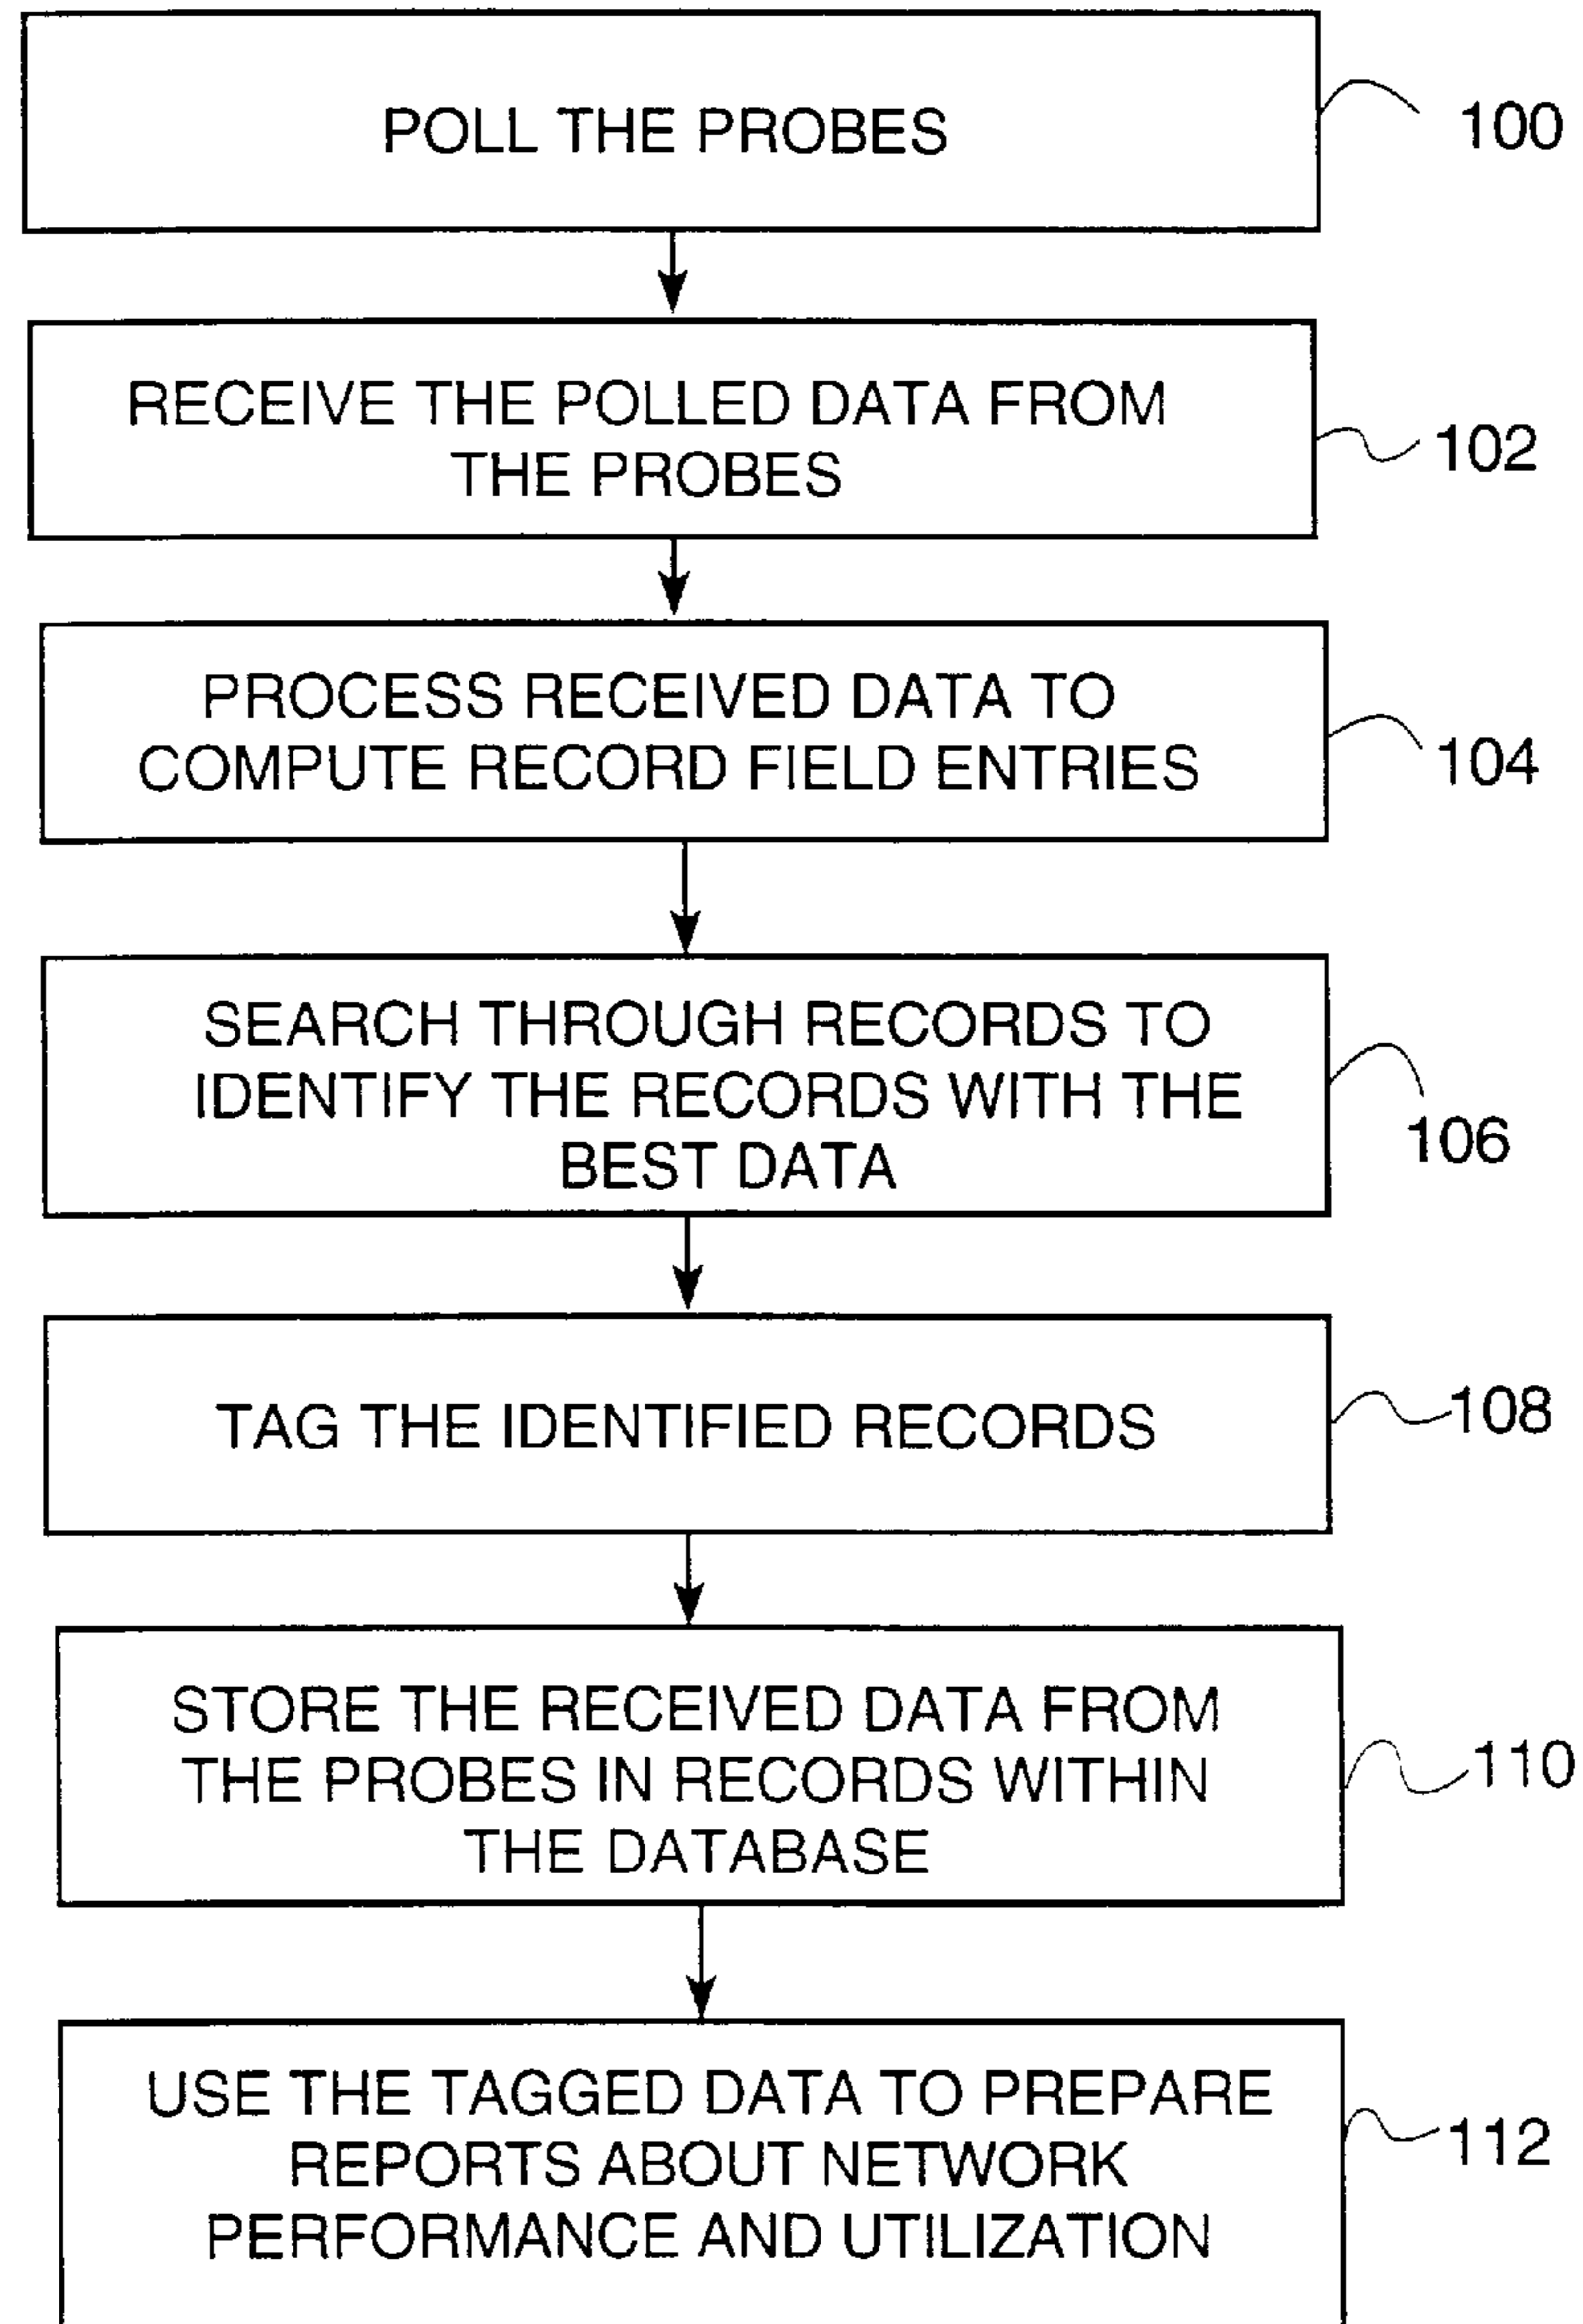 POLL THE PROBES
100
RECEIVE THE POLLED DATA FROM
THE PROBES
102
PROCESS RECEIVED DATA TO
COMPUTE RECORD FIELD ENTRIES
104
SEARCH THROUGH RECORDS TO
IDENTIFY THE RECORDS WITH THE
BEST DATA
106
TAG THE IDENTIFIED RECORDS
108
STORE THE RECEIVED DATA FROM
THE PROBES IN RECORDS WITHIN
THE DATABASE
110
USE THE TAGGED DATA TO PREPARE
REPORTS ABOUT NETWORK
PERFORMANCE AND UTILIZATION
112